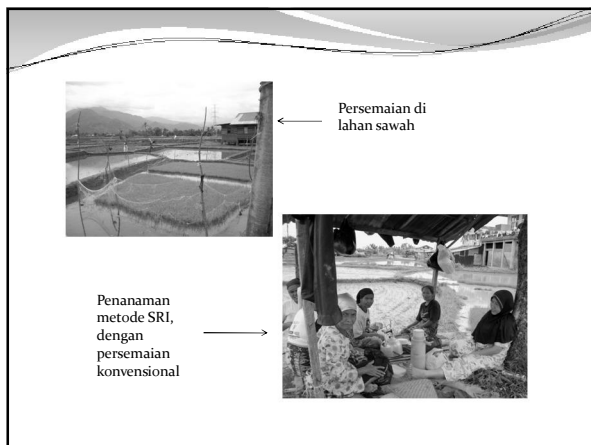 Persemaian di
lahan sawah
Penanaman
metode SRI,
dengan
persemaian
konvensional